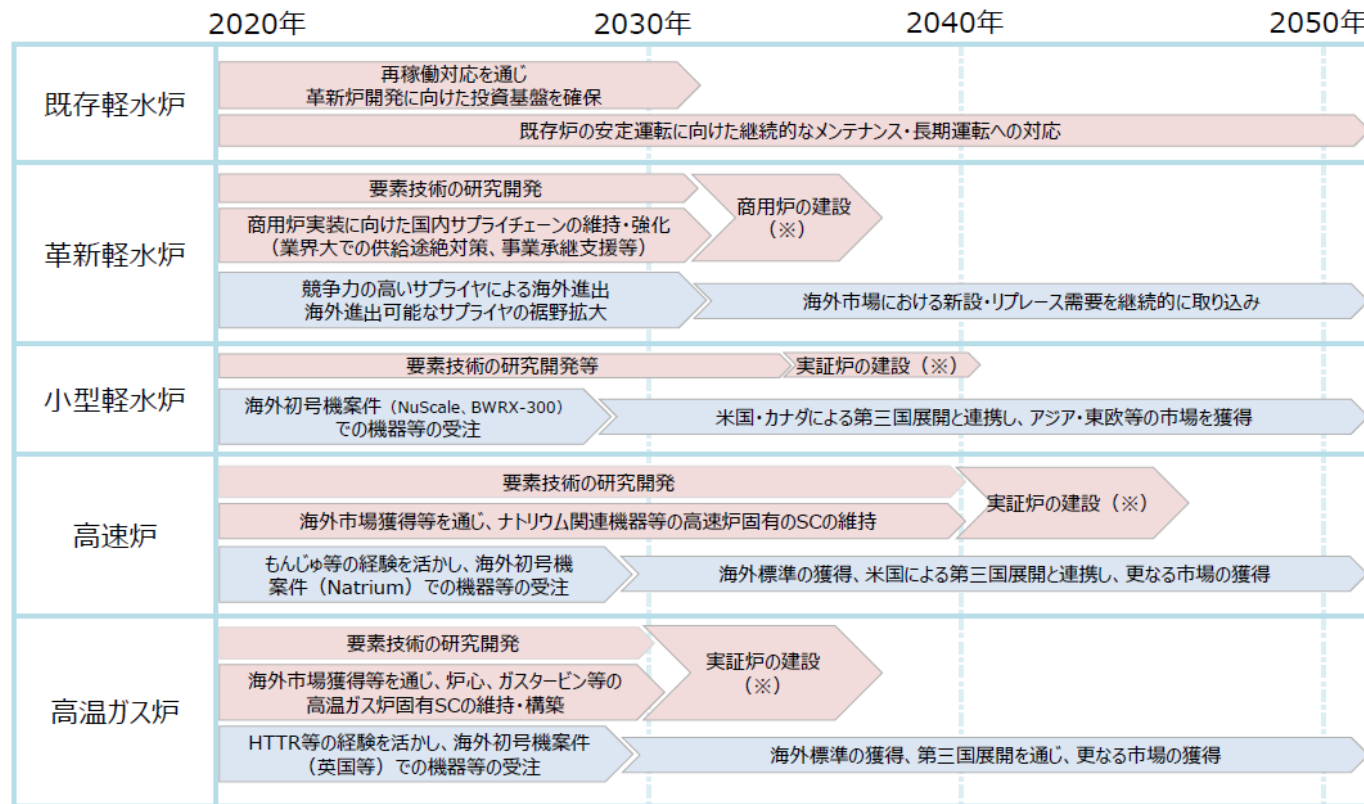 2020年 2030年 2040年 2050年
既存軽水炉
再稼働対応を通じ
革新炉開発に向けた投資基盤を確保
既存炉の安定運転に向けた継続的なメンテナンス・長期運転への対応
革新軽水炉
要素技術の研究開発
商用炉実装に向けた国内サプライチェーンの維持・強化
（業界大での供給途絶対策、事業承継支援等）
商用炉の建設
（※）
競争力の高いサプライヤによる海外進出
海外進出可能なサプライヤの裾野拡大
海外市場における新設・リプレース需要を継続的に取り込み
小型軽水炉
要素技術の研究開発等
実証炉の建設（※）
海外初号機案件（NuScale、BWRX-300）
での機器等の受注
米国・カナダによる第三国展開と連携し、アジア・東欧等の市場を獲得
高速炉
要素技術の研究開発
海外市場獲得等を通じ、ナトリウム関連機器等の高速炉固有のSCの維持
実証炉の建設（※）
もんじゅ等の経験を活かし、海外初号機
案件（Natrium）での機器等の受注
海外標準の獲得、米国による第三国展開と連携し、更なる市場の獲得
高温ガス炉
要素技術の研究開発
海外市場獲得等を通じ、炉心、ガスタービン等の
高温ガス炉固有SCの維持・構築
実証炉の建設
（※）
HTTR等の経験を活かし、海外初号機案件
（英国等）での機器等の受注
海外標準の獲得、第三国展開を通じ、更なる市場の獲得